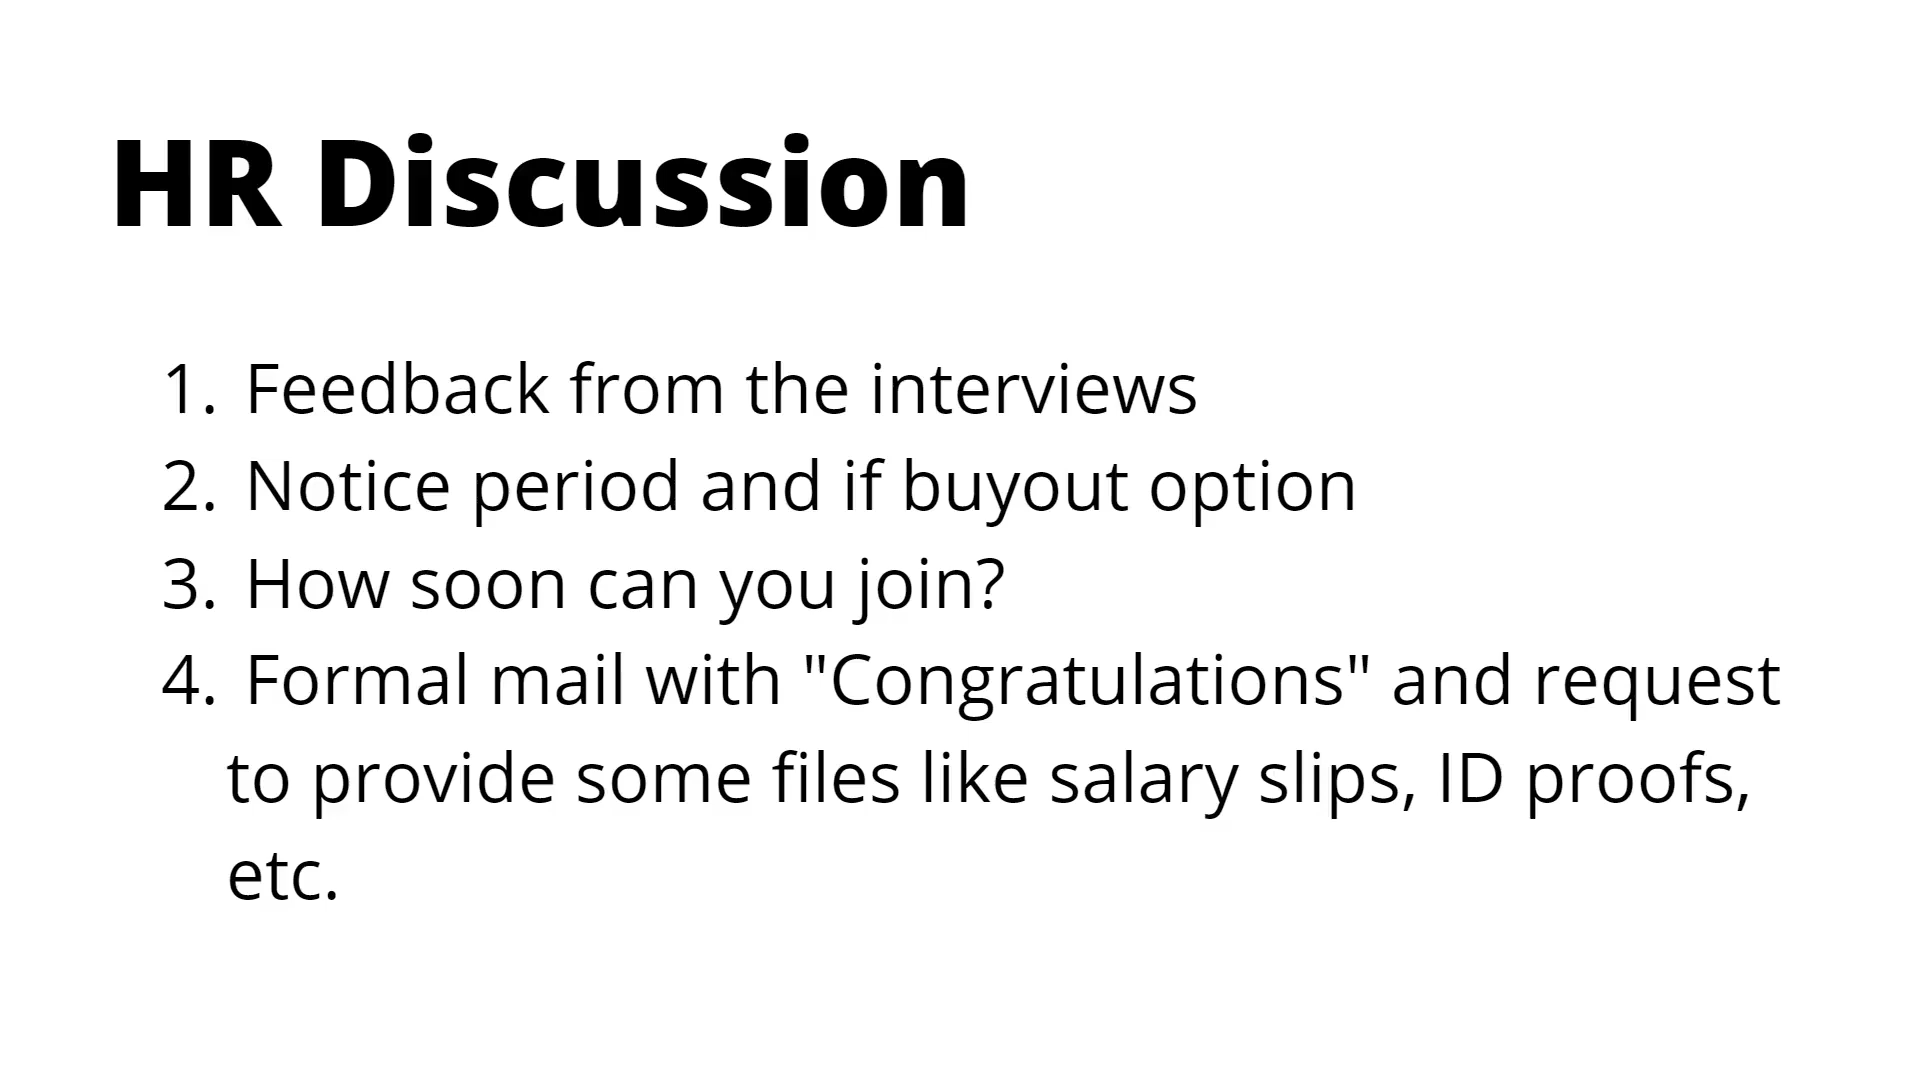 HR Discussion
1. Feedback from the interviews
2. Notice period and if buyout option
3. How soon can you join?
4. Formal mail with "Congratulations" and request
to provide some files like salary slips, ID proofs,
etc.